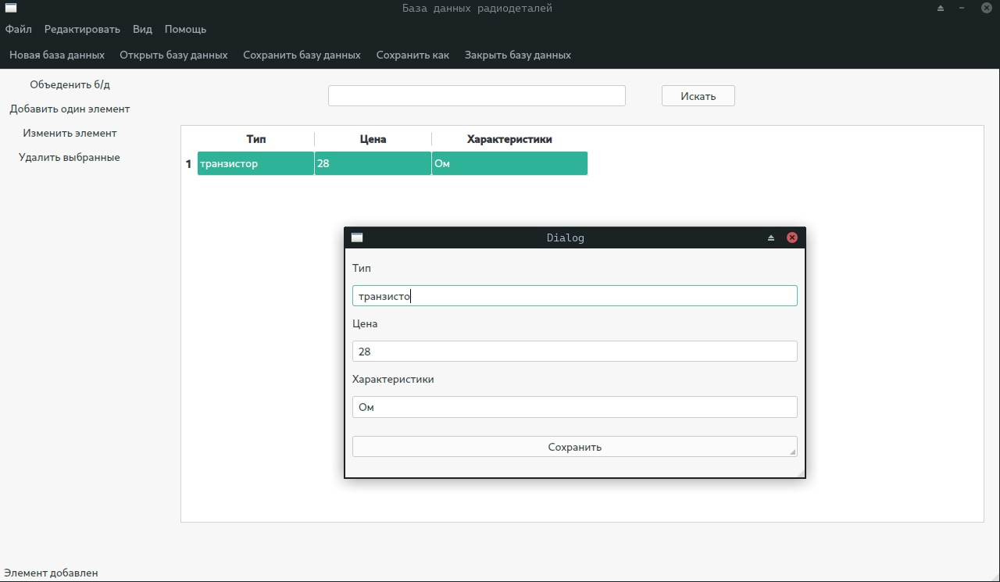 База данных радиодеталей
Файл Редактировать Вид Помощь
Новая база данных Открыть базу данных Сохранить базу данных Сохранить как Закрыть базу данных
Объеденить б/д
Добавить один элемент
Изменить элемент
Удалить выбранные
Искать
Тип Цена Характеристики
1 транзистор 28 Ом
Dialog
Тип
транзисто
Цена
28
Характеристики
Ом
Сохранить
Элемент добавлен